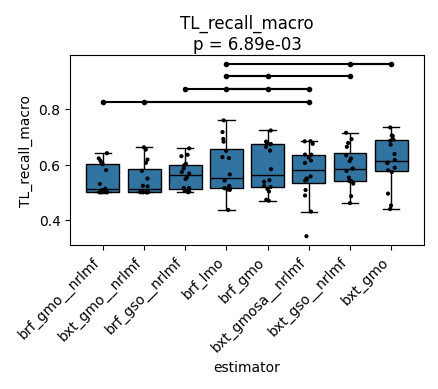 TL_recall_macro
p = 6.89e-03
TL_recall_macro
0.8
0.6
0.4
brf_gmo__nrlmf
bxt_gmo__nrlmf
brf_gso__nrlmf
brf_lmo
brf_gmo
bxt_gmosa__nrlmf
bxt_gso__nrlmf
bxt_gmo
estimator